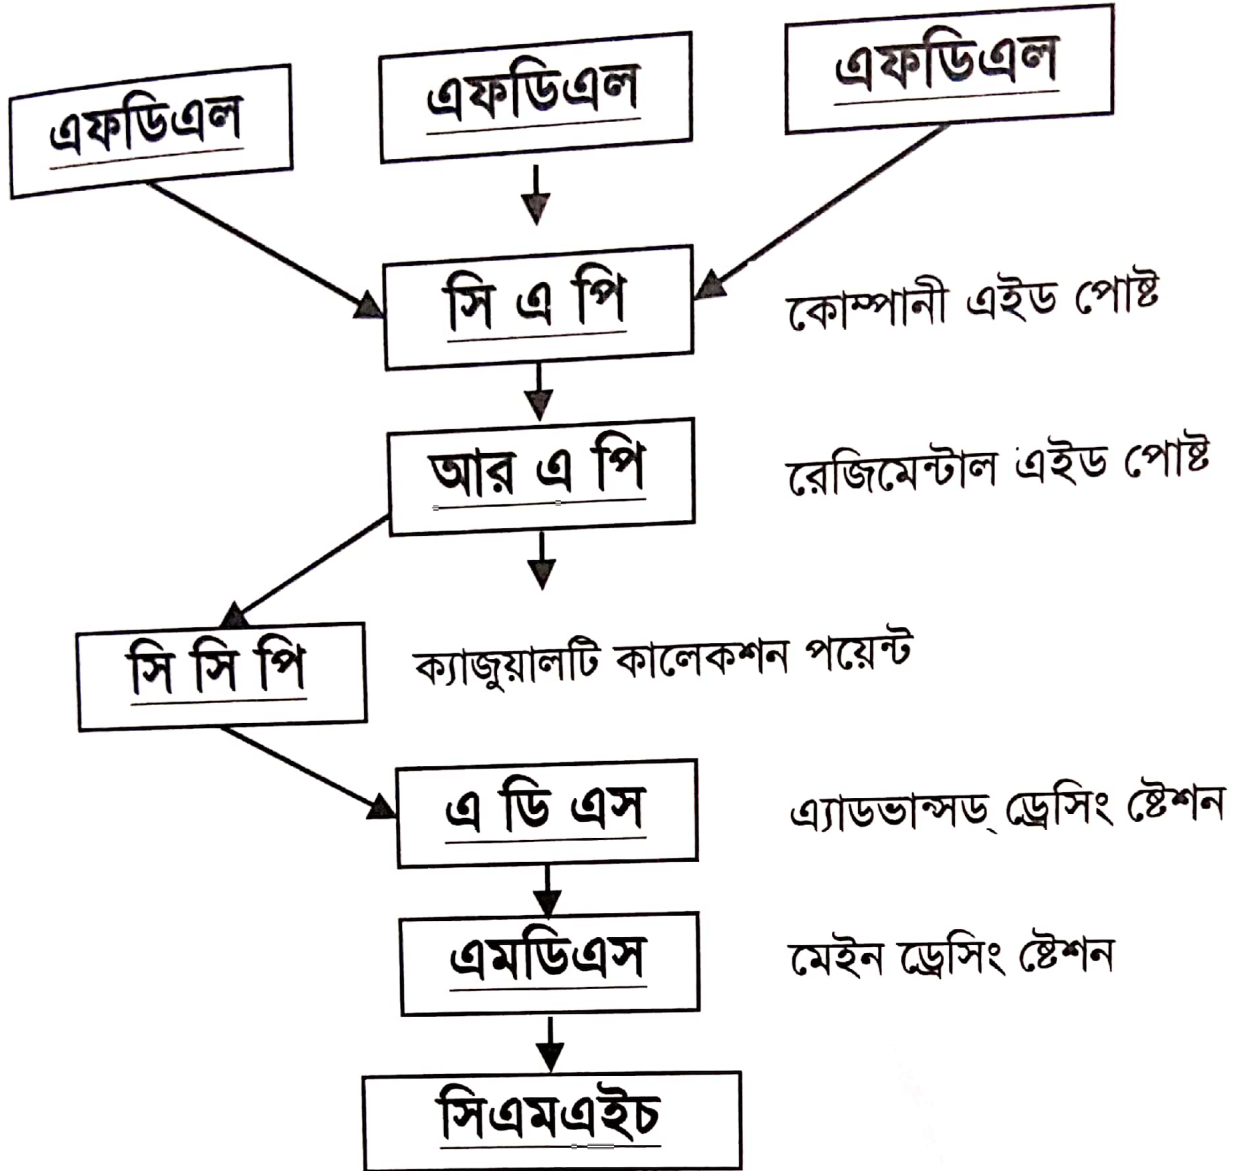 এফডিএল
এফডিএল
এফডিএল
সি এ পি
কোম্পানী এইড পোষ্ট
আর এ পি
রেজিমেন্টাল এইড পোষ্ট
সি সি পি
ক্যাজুয়ালটি কালেকশন পয়েন্ট
এ ডি এস
এ্যাডভান্সড্ ড্রেসিং ষ্টেশন
এমডিএস
মেইন ড্রেসিং ষ্টেশন
সিএমএইচ